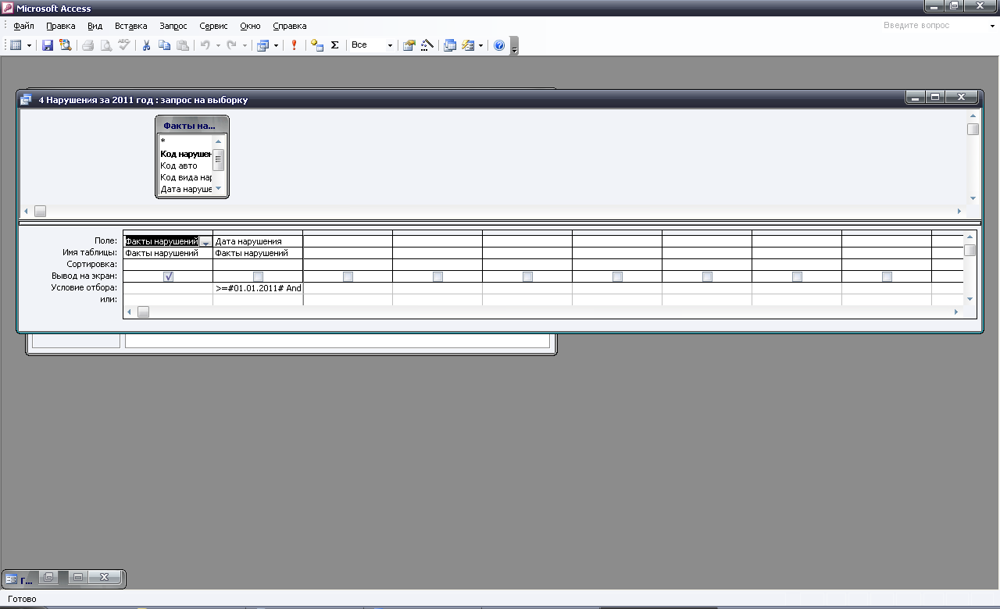 Microsoft Access
Файл Правка Вид Вставка Запрос Сервис Окно Справка
Введите вопрос
Все
4 Нарушения за 2011 год : запрос на выборку
Факты на...
*
Код нарушен
Код авто
Код вида нар
Дата наруше
Поле: Факты нарушений Дата нарушения
Имя таблицы: Факты нарушений Факты нарушений
Сортировка:
Вывод на экран:
Условие отбора: >=#01.01.2011# And
или:
Г...
Готово